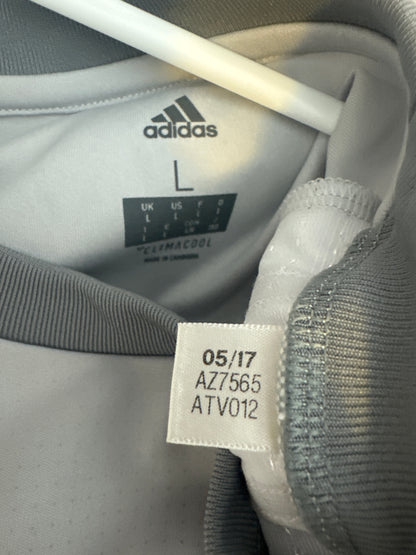 adidas
L
UK US F D
L L L
CLIMACOOL
MADE IN CAMBODIA
05/17
AZ7565
ATV012